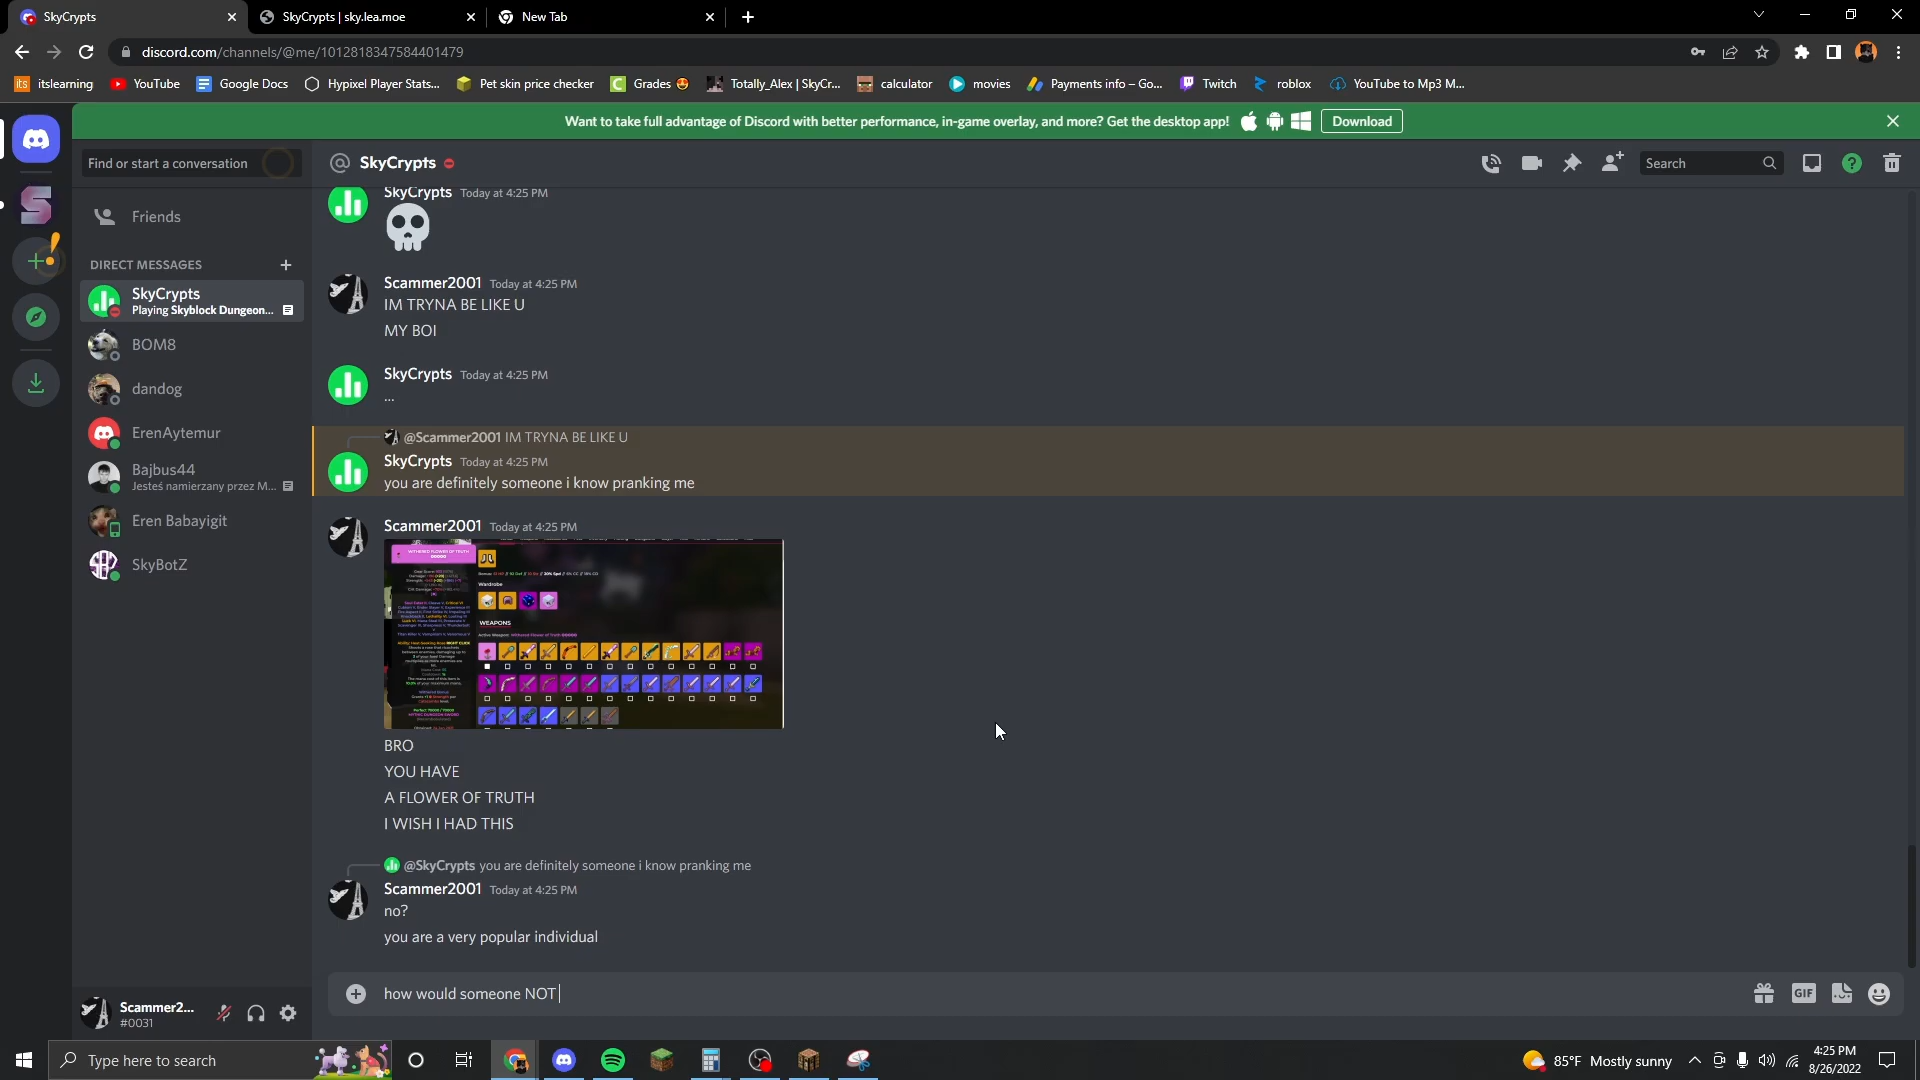 SkyCrypts
SkyCrypts | sky.lea.moe
New Tab
discord.com/channels/@me/1012818347584401479
its itslearning
YouTube
Google Docs
Hypixel Player Stats...
Pet skin price checker
Grades 😍
Totally_Alex | SkyCr...
calculator
movies
Payments info – Go...
Twitch
roblox
YouTube to Mp3 M...
Want to take full advantage of Discord with better performance, in-game overlay, and more? Get the desktop app!
Download
Find or start a conversation
@ SkyCrypts
Search
Friends
DIRECT MESSAGES
SkyCrypts
Playing Skyblock Dungeon...
BOM8
dandog
ErenAytemur
Bajbus44
Jesteś namierzany przez M...
Eren Babayigit
SkyBotZ
SkyCrypts Today at 4:25 PM
Scammer2001 Today at 4:25 PM
IM TRYNA BE LIKE U
MY BOI
SkyCrypts Today at 4:25 PM
...
@Scammer2001 IM TRYNA BE LIKE U
SkyCrypts Today at 4:25 PM
you are definitely someone i know pranking me
Scammer2001 Today at 4:25 PM
WITHERED FLOWER OF TRUTH
Wardrobe
WEAPONS
BRO
YOU HAVE
A FLOWER OF TRUTH
I WISH I HAD THIS
@SkyCrypts you are definitely someone i know pranking me
Scammer2001 Today at 4:25 PM
no?
you are a very popular individual
how would someone NOT
GIF
Scammer2...
#0031
Type here to search
85°F Mostly sunny
4:25 PM
8/26/2022